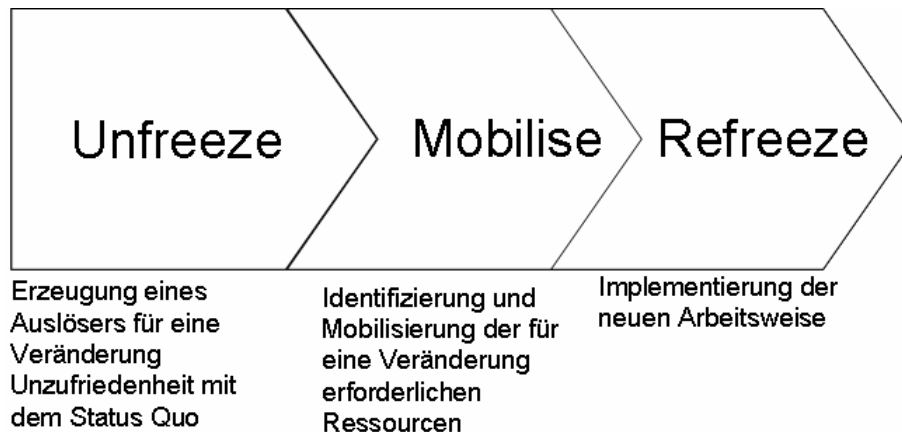 Unfreeze
Mobilise
Refreeze
Erzeugung eines
Auslösers für eine
Veränderung
Unzufriedenheit mit
dem Status Quo
Identifizierung und
Mobilisierung der für
eine Veränderung
erforderlichen
Ressourcen
Implementierung der
neuen Arbeitsweise